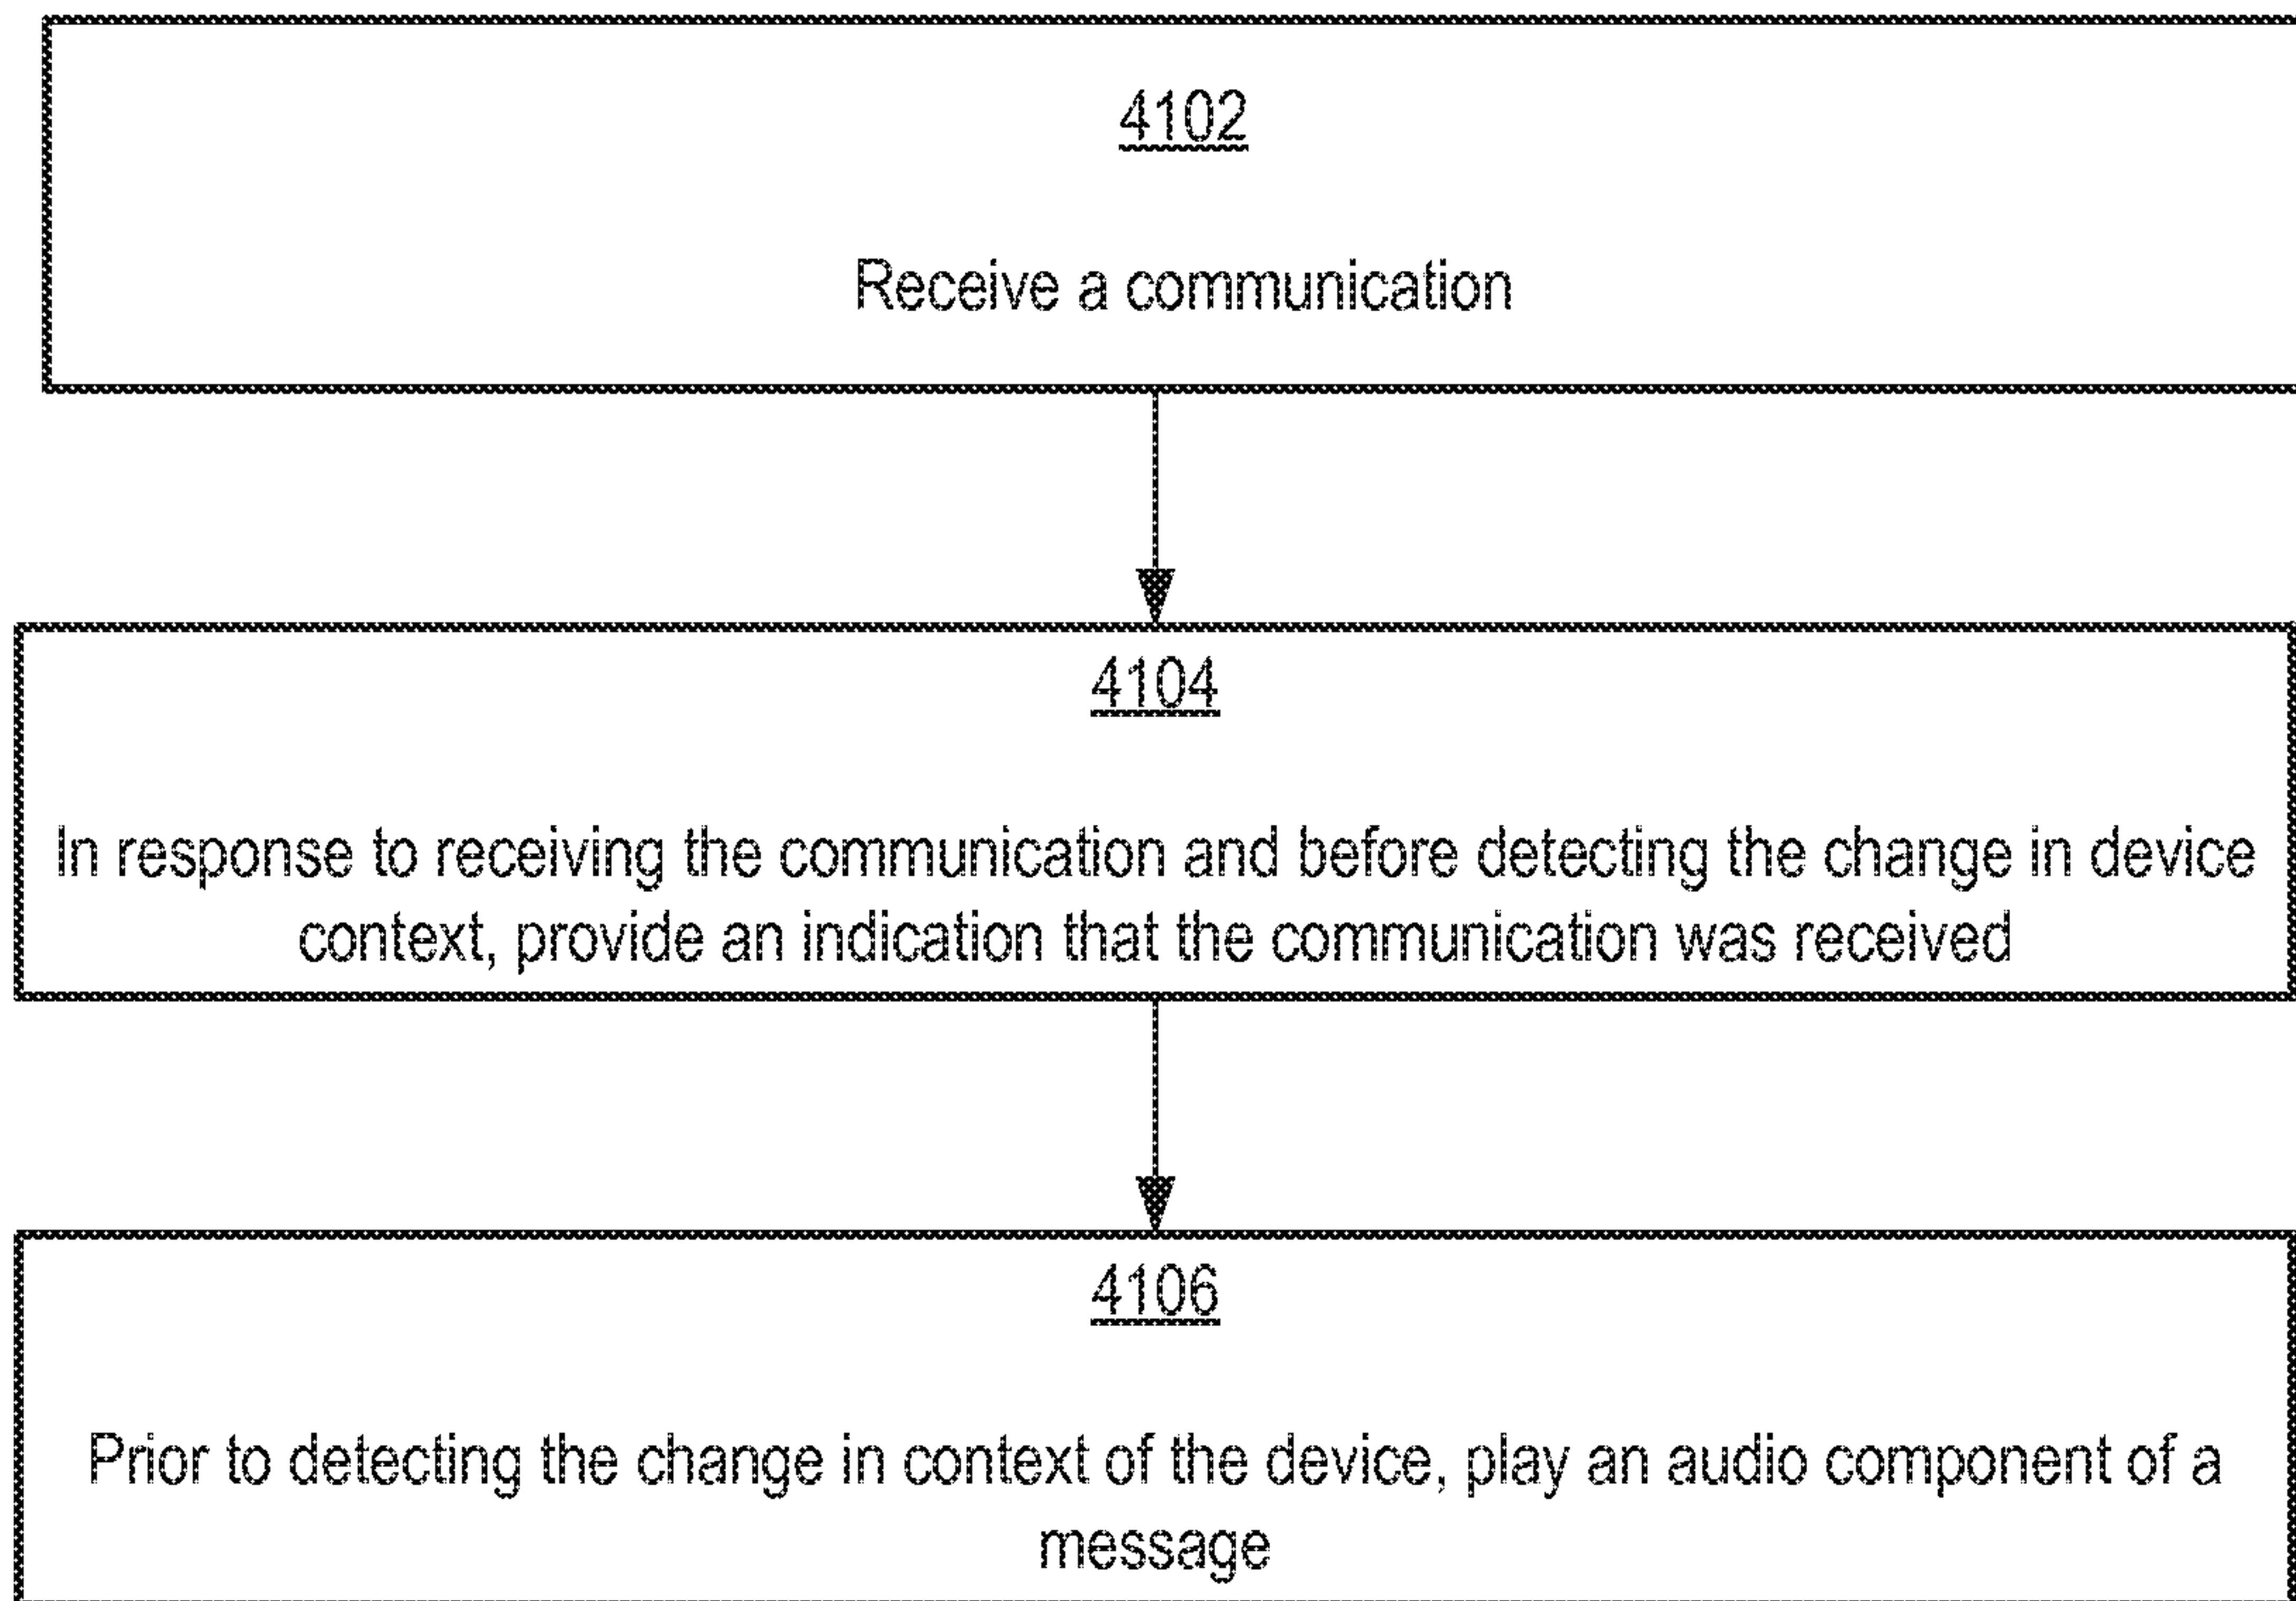 4102
Receive a communication
4104
In response to receiving the communication and before detecting the change in device
context, provide an indication that the communication was received
4106
Prior to detecting the change in context of the device, play an audio component of a
message